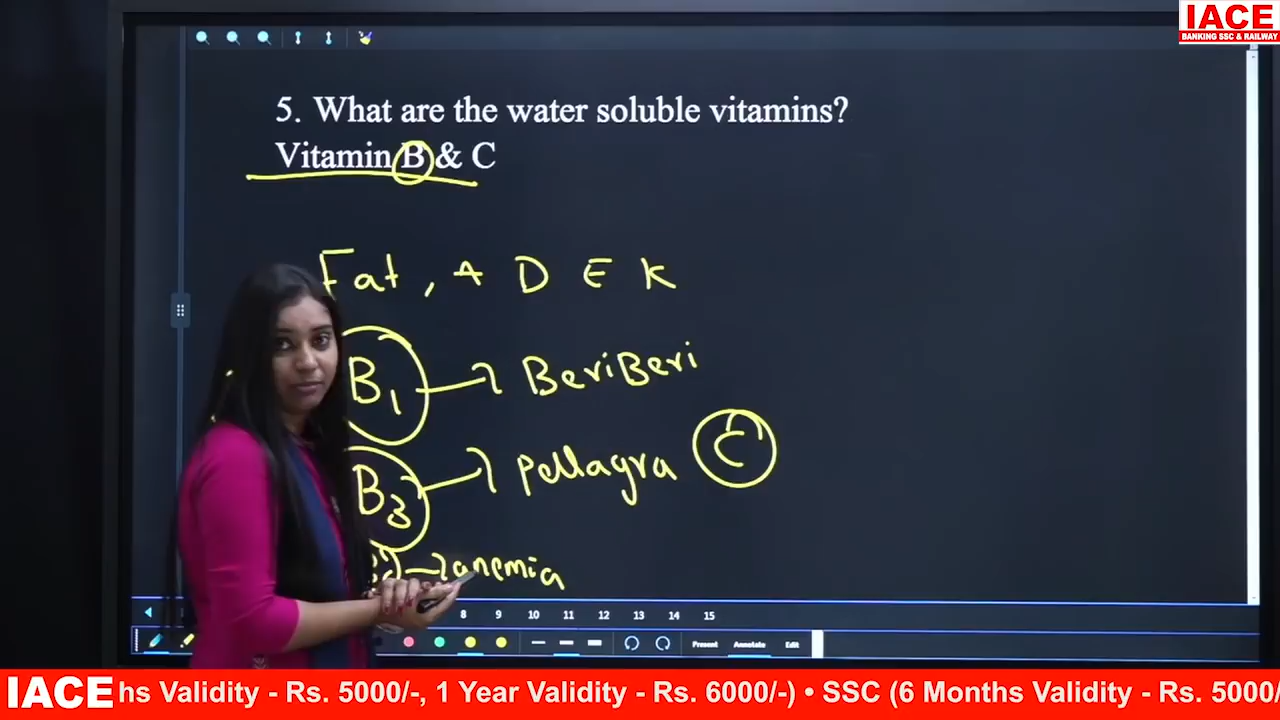 IACE
BANKING SSC & RAILWAY
5. What are the water soluble vitamins?
Vitamin B & C
Fat, A D E K
B1 → BeriBeri
B3 → Pellagra C
→ anemia
8 9 10 11 12 13 14 15
Present Annotate Edit
IACE hs Validity - Rs. 5000/-, 1 Year Validity - Rs. 6000/-) • SSC (6 Months Validity - Rs. 5000/